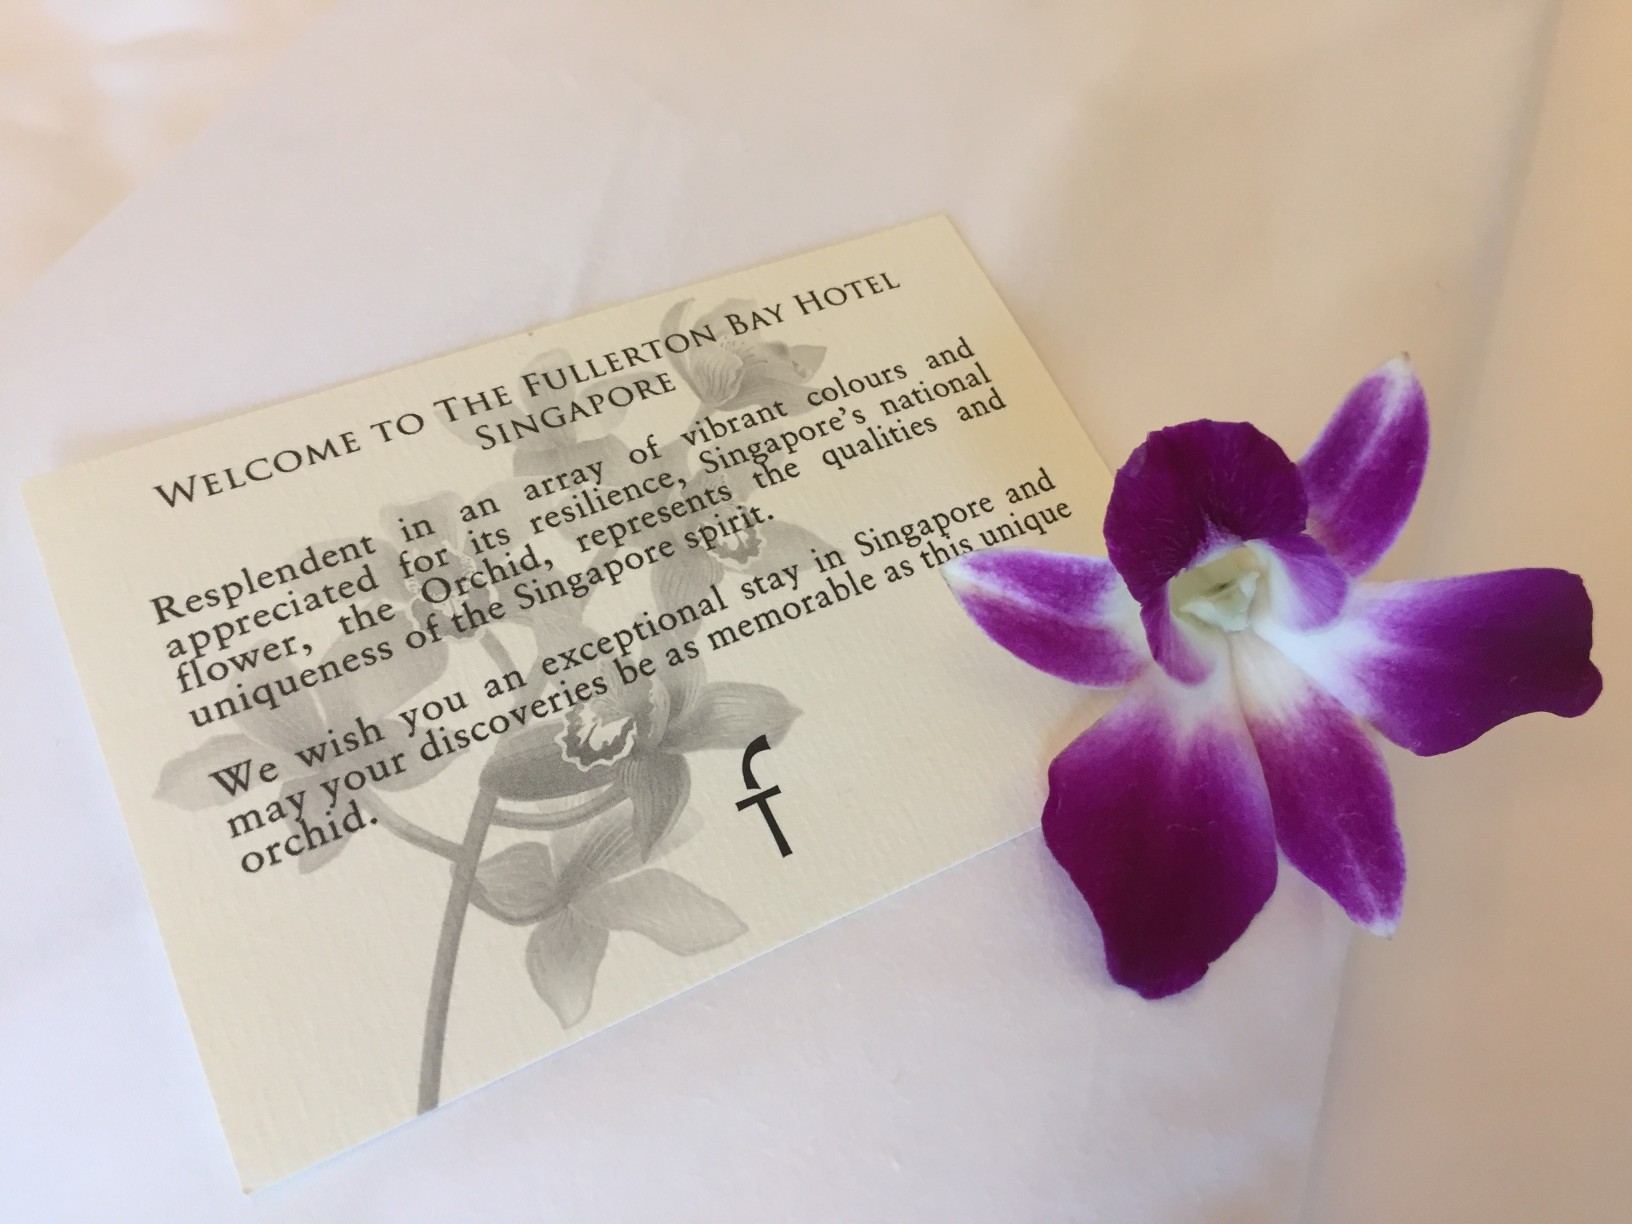 WELCOME TO THE FULLERTON BAY HOTEL
SINGAPORE
Resplendent in an array of vibrant colours and
appreciated for its resilience, Singapore's national
flower, the Orchid, represents the qualities and
uniqueness of the Singapore spirit.
We wish you an exceptional stay in Singapore and
may your discoveries be as memorable as this unique
orchid.
f